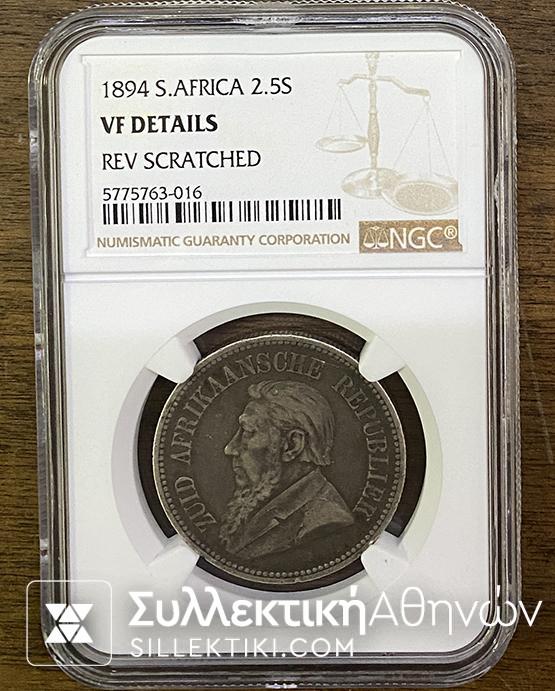 1894 S.AFRICA 2.5S
VF DETAILS
REV SCRATCHED
5775763-016
NUMISMATIC GUARANTY CORPORATION
NGC®
ZUID AFRIKAANSCHE REPUBLIEK
ΣυλλεκτικήΑθηνών
SILLEKTIKI.COM